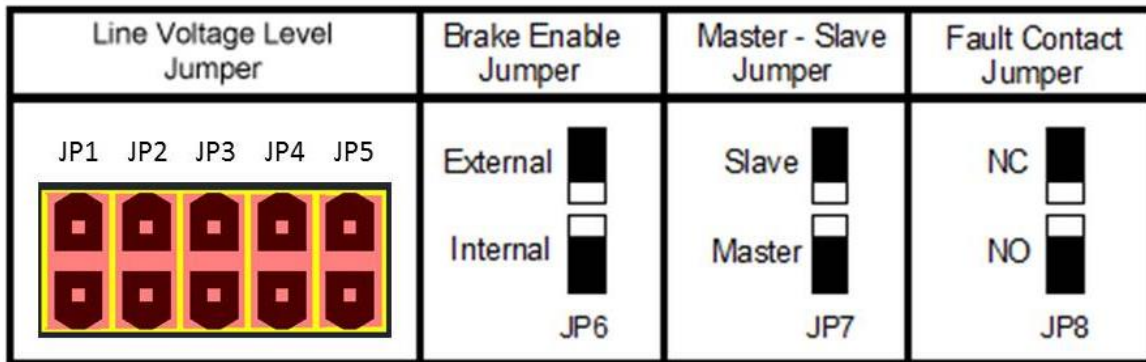 Line Voltage Level
Jumper
Brake Enable
Jumper
Master - Slave
Jumper
Fault Contact
Jumper
JP1 JP2 JP3 JP4 JP5
External
Internal
JP6
Slave
Master
JP7
NC
NO
JP8